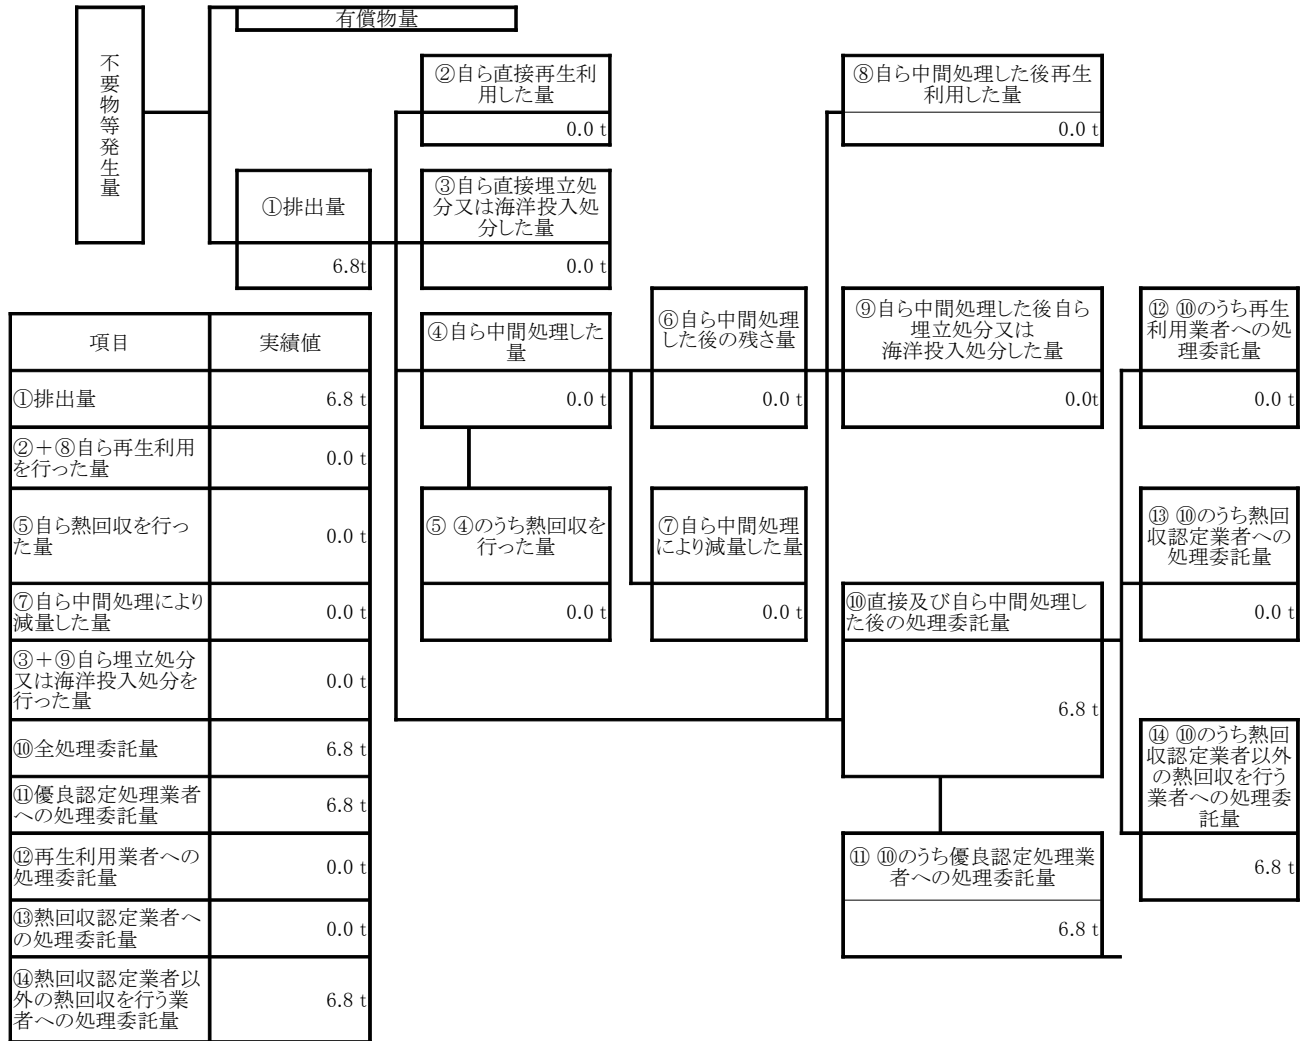 有償物量
不要物等発生量
②自ら直接再生利
用した量
0.0 t
⑧自ら中間処理した後再生
利用した量
0.0 t
①排出量
6.8t
③自ら直接埋立処
分又は海洋投入処
分した量
0.0 t
④自ら中間処理した
量
0.0 t
⑥自ら中間処理
した後の残さ量
0.0 t
⑨自ら中間処理した後自ら
埋立処分又は
海洋投入処分した量
0.0t
⑫ ⑩のうち再生
利用業者への処
理委託量
0.0 t
⑤ ④のうち熱回収を
行った量
0.0 t
⑦自ら中間処理
により減量した量
0.0 t
⑬ ⑩のうち熱回
収認定業者への
処理委託量
0.0 t
⑩直接及び自ら中間処理し
た後の処理委託量
6.8 t
⑭ ⑩のうち熱回
収認定業者以外
の熱回収を行う
業者への処理委
託量
6.8 t
⑪ ⑩のうち優良認定処理業
者への処理委託量
6.8 t
項目 実績値
①排出量 6.8 t
②＋⑧自ら再生利用
を行った量
0.0 t
⑤自ら熱回収を行っ
た量
0.0 t
⑦自ら中間処理により
減量した量
0.0 t
③＋⑨自ら埋立処分
又は海洋投入処分を
行った量
0.0 t
⑩全処理委託量 6.8 t
⑪優良認定処理業者
への処理委託量
6.8 t
⑫再生利用業者への
処理委託量
0.0 t
⑬熱回収認定業者へ
の処理委託量
0.0 t
⑭熱回収認定業者以
外の熱回収を行う業
者への処理委託量
6.8 t